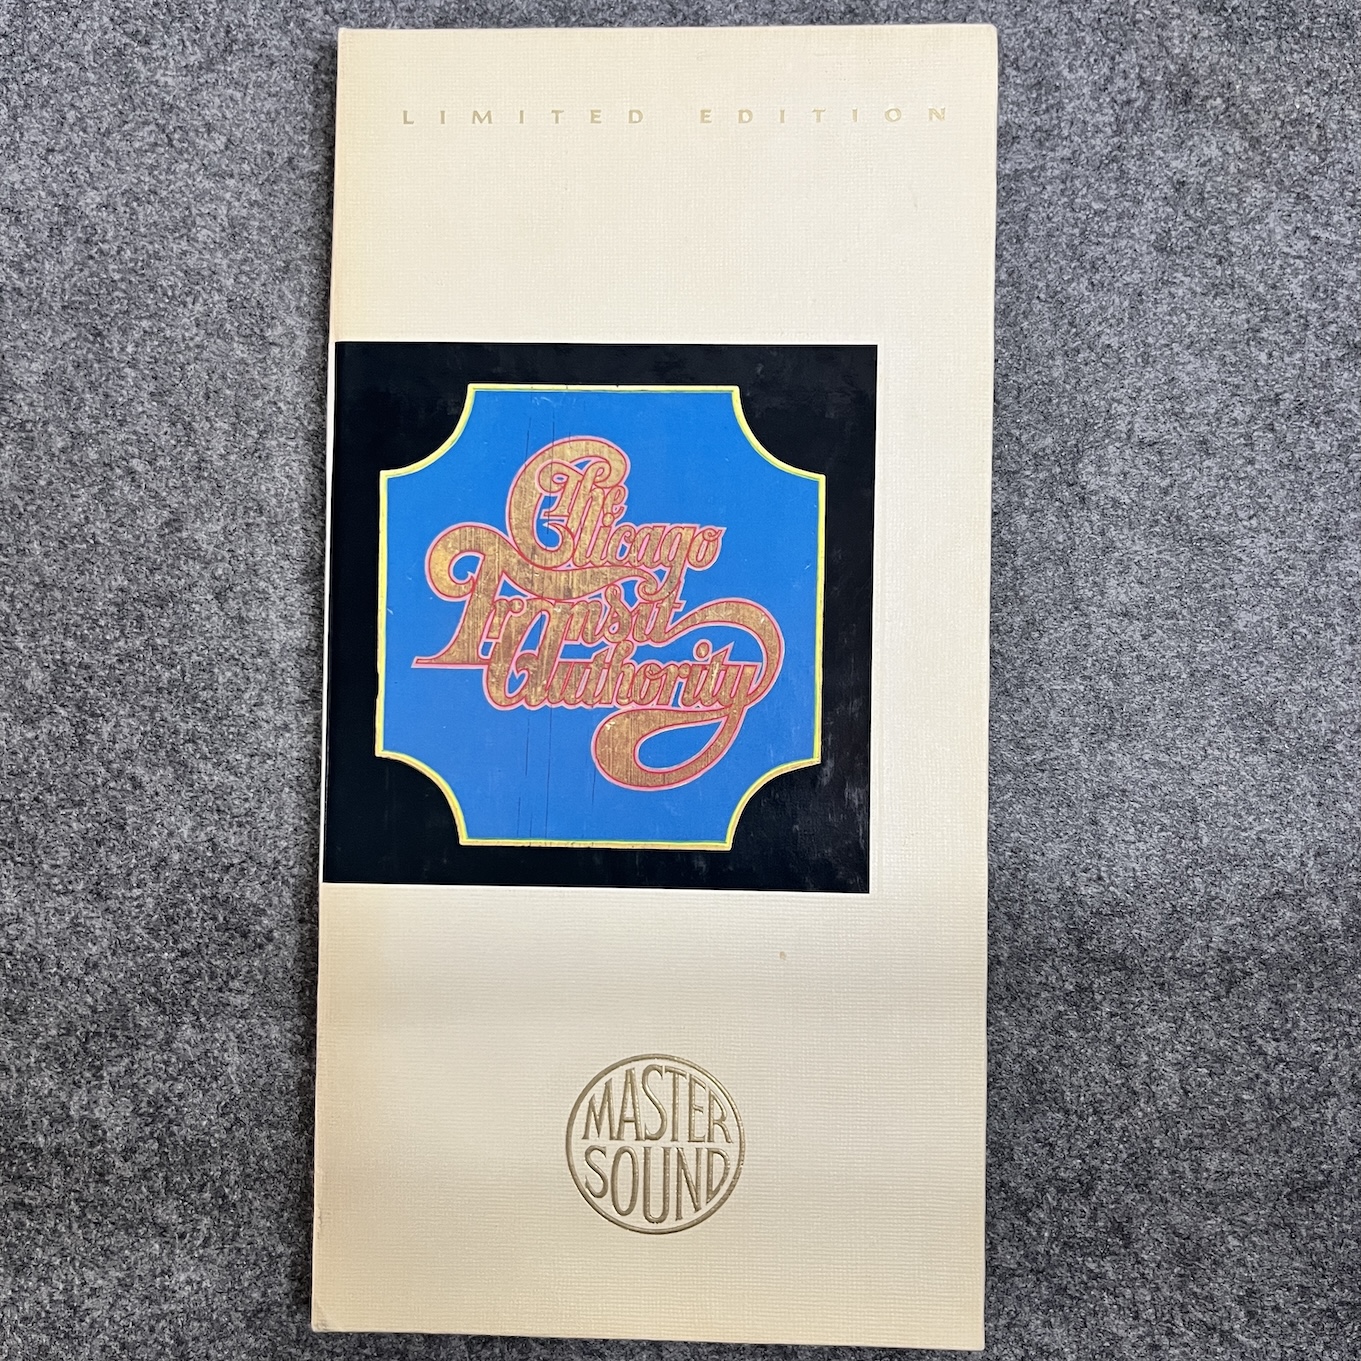 LIMITED EDITION
The
Chicago
Transit
Authority
MASTER
SOUND